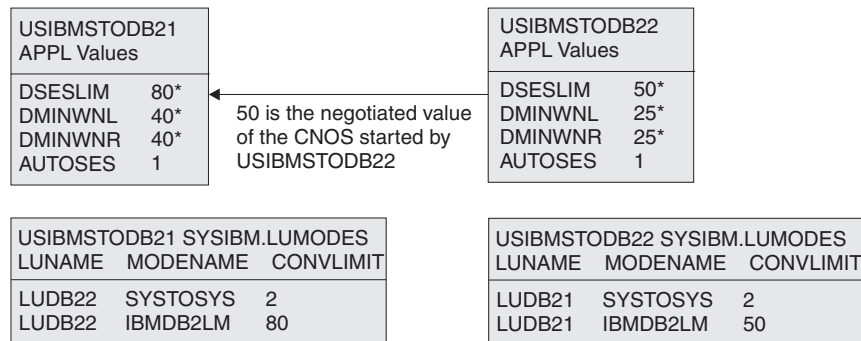 USIBMSTODB21
APPL Values
DSESLIM 80*
DMINWNL 40*
DMINWNR 40*
AUTOSES 1
50 is the negotiated value
of the CNOS started by
USIBMSTODB22
USIBMSTODB22
APPL Values
DSESLIM 50*
DMINWNL 25*
DMINWNR 25*
AUTOSES 1
USIBMSTODB21 SYSIBM.LUMODES
LUNAME MODENAME CONVLIMIT
LUDB22 SYSTOSYS 2
LUDB22 IBMDB2LM 80
USIBMSTODB22 SYSIBM.LUMODES
LUNAME MODENAME CONVLIMIT
LUDB21 SYSTOSYS 2
LUDB21 IBMDB2LM 50